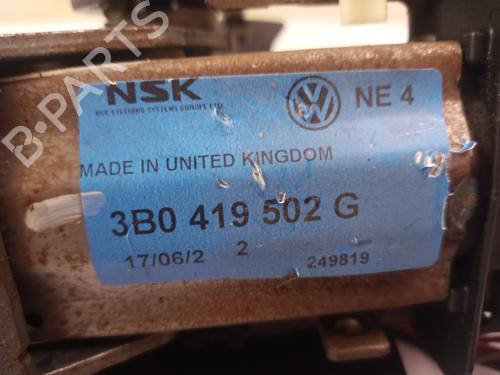 NSK
NSK STEERING SYSTEMS EUROPE LTD
VW
NE 4
MADE IN UNITED KINGDOM
3B0 419 502 G
17/06/2 2
249819
B-PARTS